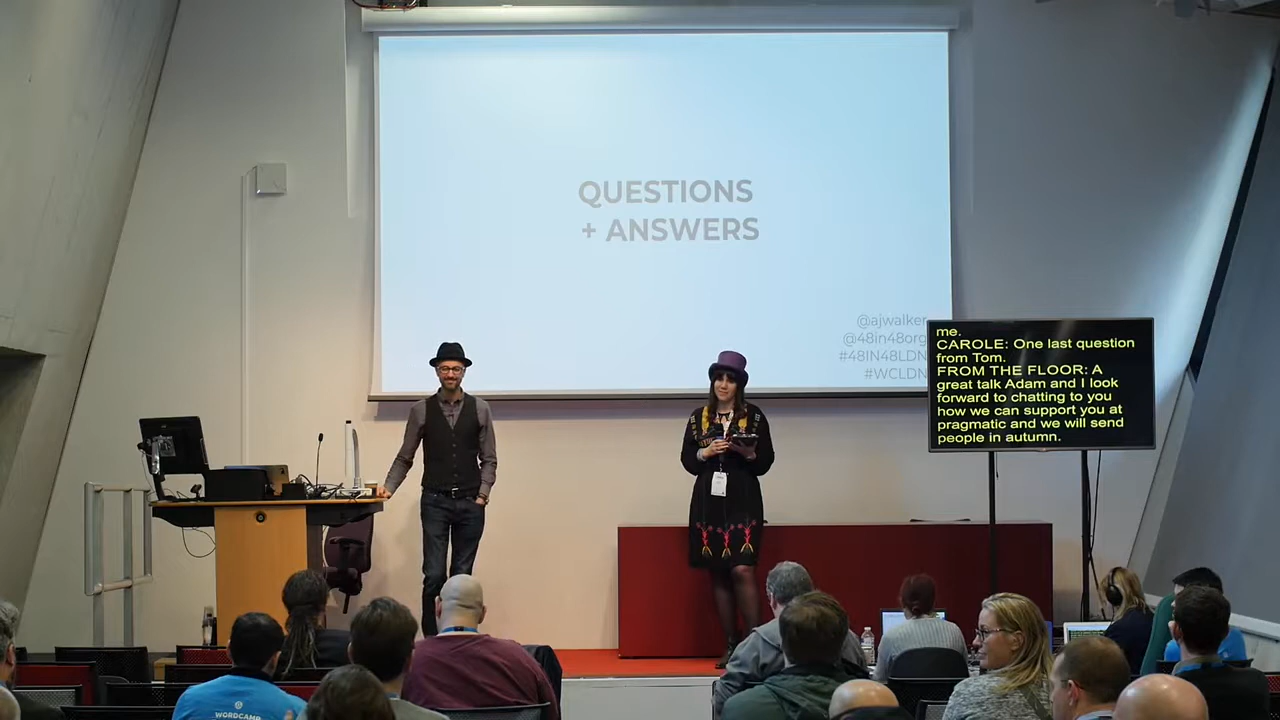 QUESTIONS
+ ANSWERS
@ajwalker
@48in48org
#48IN48LDN
#WCLDN
me.
CAROLE: One last question
from Tom.
FROM THE FLOOR: A
great talk Adam and I look
forward to chatting to you
how we can support you at
pragmatic and we will send
people in autumn.
WORDCAMP